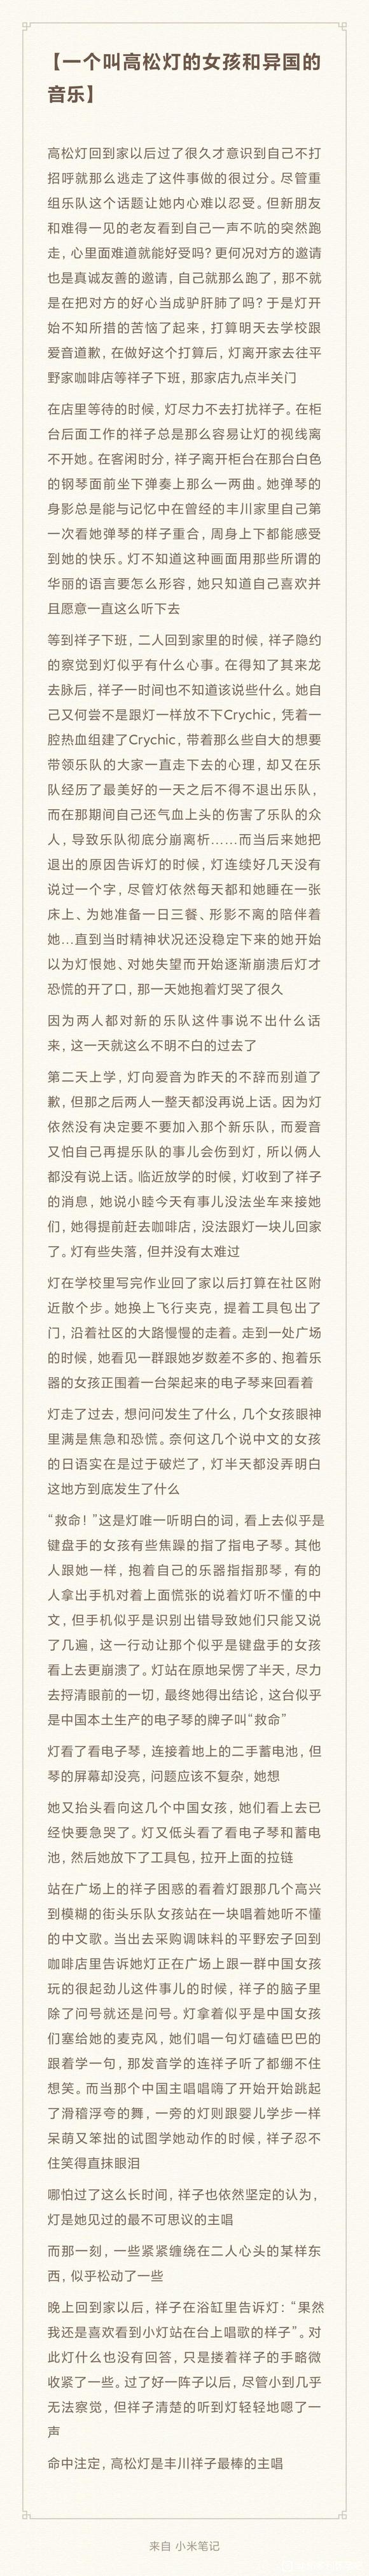 【一个叫高松灯的女孩和异国的
音乐】
高松灯回到家以后过了很久才意识到自己不打
招呼就那么逃走了这件事做的很过分。尽管重
组乐队这个话题让她内心难以忍受。但新朋友
和难得一见的老友看到自己一声不吭的突然跑
走，心里面难道就能好受吗？更何况对方的邀请
也是真诚友善的邀请，自己就那么跑了，那不就
是在把对方的好心当成驴肝肺了吗？于是灯开
始不知所措的苦恼了起来，打算明天去学校跟
爱音道歉，在做好这个打算后，灯离开家去往平
野家咖啡店等祥子下班，那家店九点半关门
在店里等待的时候，灯尽力不去打扰祥子。在柜
台后面工作的祥子总是那么容易让灯的视线离
不开她。在客闲时分，祥子离开柜台在那台白色
的钢琴面前坐下弹奏上那么一两曲。她弹琴的
身影总是能与记忆中在曾经的丰川家里自己第
一次看她弹琴的样子重合，周身上下都能感受
到她的快乐。灯不知道这种画面用那些所谓的
华丽的语言要怎么形容，她只知道自己喜欢并
且愿意一直这么听下去
等到祥子下班，二人回到家里的时候，祥子隐约
的察觉到灯似乎有什么心事。在得知了其来龙
去脉后，祥子一时间也不知道该说些什么。她自
己又何尝不是跟灯一样放不下Crychic，凭着一
腔热血组建了Crychic，带着那么些自大的想要
带领乐队的大家一直走下去的心理，却又在乐
队经历了最美好的一天之后不得不退出乐队，
而在那期间自己还气血上头的伤害了乐队的众
人，导致乐队彻底分崩离析……而当后来她把
退出的原因告诉灯的时候，灯连续好几天没有
说过一个字，尽管灯依然每天都和她睡在一张
床上、为她准备一日三餐、形影不离的陪伴着
她…直到当时精神状况还没稳定下来的她开始
以为灯恨她、对她失望而开始逐渐崩溃后灯才
恐慌的开了口，那一天她抱着灯哭了很久
因为两人都对新的乐队这件事说不出什么话
来，这一天就这么不明不白的过去了
第二天上学，灯向爱音为昨天的不辞而别道了
歉，但那之后两人一整天都没再说上话。因为灯
依然没有决定要不要加入那个新乐队，而爱音
又怕自己再提乐队的事儿会伤到灯，所以俩人
都没有说上话。临近放学的时候，灯收到了祥子
的消息，她说小睦今天有事儿没法坐车来接她
们，她得提前赶去咖啡店，没法跟灯一块儿回家
了。灯有些失落，但并没有太难过
灯在学校里写完作业回了家以后打算在社区附
近散个步。她换上飞行夹克，提着工具包出了
门，沿着社区的大路慢慢的走着。走到一处广场
的时候，她看见一群跟她岁数差不多的、抱着乐
器的女孩正围着一台架起来的电子琴来回看着
灯走了过去，想问问发生了什么，几个女孩眼神
里满是焦急和恐慌。奈何这几个说中文的女孩
的日语实在是过于破烂了，灯半天都没弄明白
这地方到底发生了什么
“救命！”这是灯唯一听明白的词，看上去似乎是
键盘手的女孩有些焦躁的指了指电子琴。其他
人跟她一样，抱着自己的乐器指指那琴，有的
人拿出手机对着上面慌张的说着灯听不懂的中
文，但手机似乎是识别出错导致她们只能又说
了几遍，这一行动让那个似乎是键盘手的女孩
看上去更崩溃了。灯站在原地呆愣了半天，尽力
去捋清眼前的一切，最终她得出结论，这台似乎
是中国本土生产的电子琴的牌子叫“救命”
灯看了看电子琴，连接着地上的二手蓄电池，但
琴的屏幕却没亮，问题应该不复杂，她想
她又抬头看向这几个中国女孩，她们看上去已
经快要急哭了。灯又低头看了看电子琴和蓄电
池，然后她放下了工具包，拉开上面的拉链
站在广场上的祥子困惑的看着灯跟那几个高兴
到模糊的街头乐队女孩站在一块唱着她听不懂
的中文歌。当出去采购调味料的平野宏子回到
咖啡店里告诉她灯正在广场上跟一群中国女孩
玩的很起劲儿这件事儿的时候，祥子的脑子里
除了问号就还是问号。灯拿着似乎是中国女孩
们塞给她的麦克风，她们唱一句灯磕磕巴巴的
跟着学一句，那发音学的连祥子听了都绷不住
想笑。而当那个中国主唱唱嗨了开始开始跳起
了滑稽浮夸的舞，一旁的灯则跟婴儿学步一样
呆萌又笨拙的试图学她动作的时候，祥子忍不
住笑得直抹眼泪
哪怕过了这么长时间，祥子也依然坚定的认为，
灯是她见过的最不可思议的主唱
而那一刻，一些紧紧缠绕在二人心头的某样东
西，似乎松动了一些
晚上回到家以后，祥子在浴缸里告诉灯：“果然
我还是喜欢看到小灯站在台上唱歌的样子”。对
此灯什么也没有回答，只是搂着祥子的手略微
收紧了一些。过了好一阵子以后，尽管小到几乎
无法察觉，但祥子清楚的听到灯轻轻地嗯了一
声
命中注定，高松灯是丰川祥子最棒的主唱
来自 小米笔记